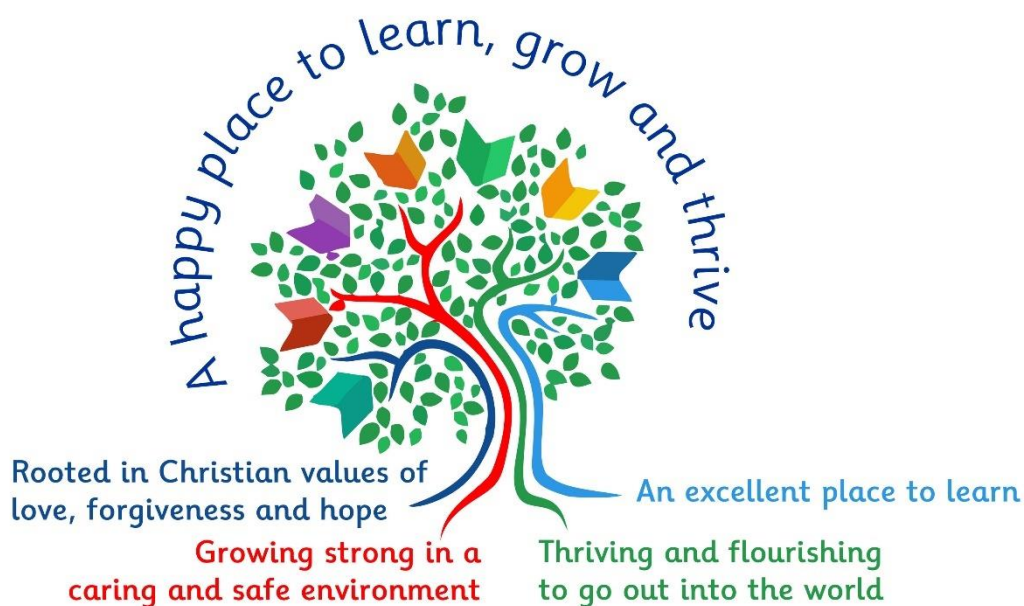 A happy place to learn, grow and thrive
Rooted in Christian values of
love, forgiveness and hope
An excellent place to learn
Growing strong in a
caring and safe environment
Thriving and flourishing
to go out into the world